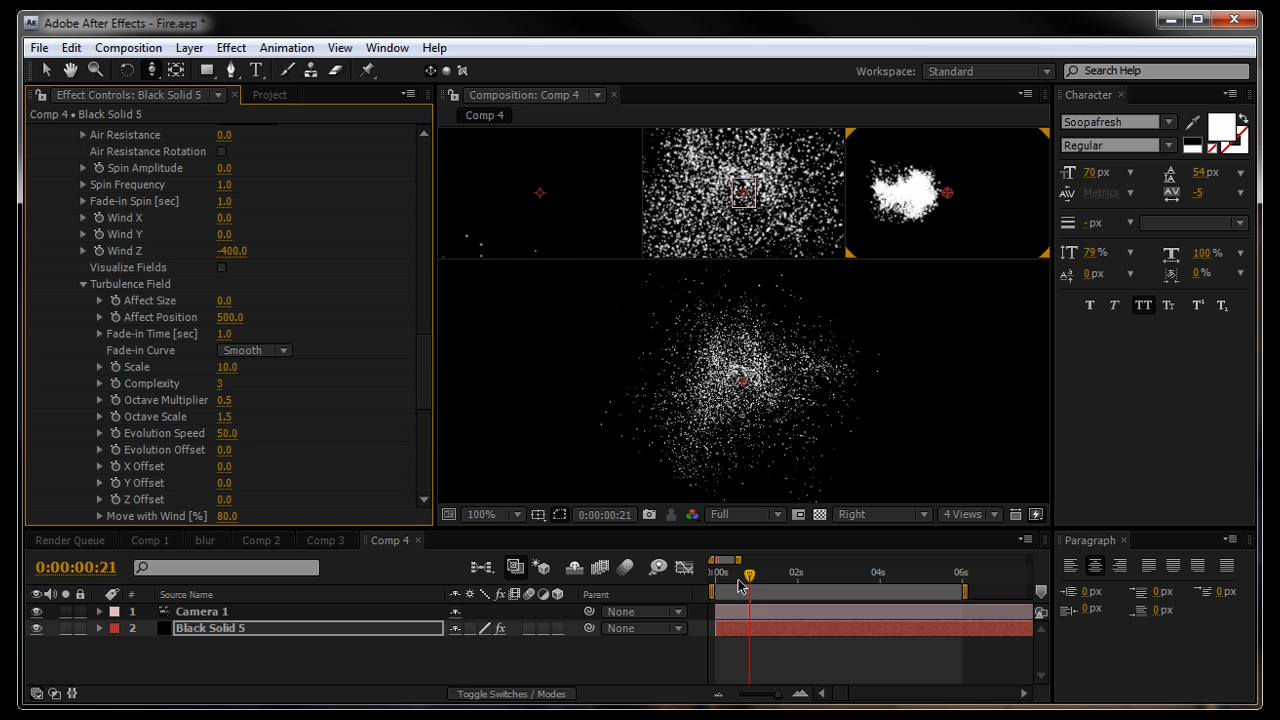 Ae Adobe After Effects - Fire.aep *
File Edit Composition Layer Effect Animation View Window Help
Workspace: Standard Search Help
Effect Controls: Black Solid 5 Project
Comp 4 • Black Solid 5
Air Resistance 0.0
Air Resistance Rotation
Spin Amplitude 0.0
Spin Frequency 1.0
Fade-in Spin [sec] 1.0
Wind X 0.0
Wind Y 0.0
Wind Z -400.0
Visualize Fields
Turbulence Field
Affect Size 0.0
Affect Position 500.0
Fade-in Time [sec] 1.0
Fade-in Curve Smooth
Scale 10.0
Complexity 3
Octave Multiplier 0.5
Octave Scale 1.5
Evolution Speed 50.0
Evolution Offset 0.0
X Offset 0.0
Y Offset 0.0
Z Offset 0.0
Move with Wind [%] 80.0
Composition: Comp 4
Comp 4
100% 0:00:00:21 Full Right 4 Views
Character
Soopafresh
Regular
70 px 54 px
Metrics -5
- px
79 % 100 %
0 px 0 %
T T TT Tт T¹ T₁
Render Queue Comp 1 blur Comp 2 Comp 3 Comp 4
0:00:00:21
# Source Name Parent
1 Camera 1 None
2 Black Solid 5 fx None
Toggle Switches / Modes
:00s 02s 04s 06s
Paragraph
0 px 0 px 0 px
0 px 0 px